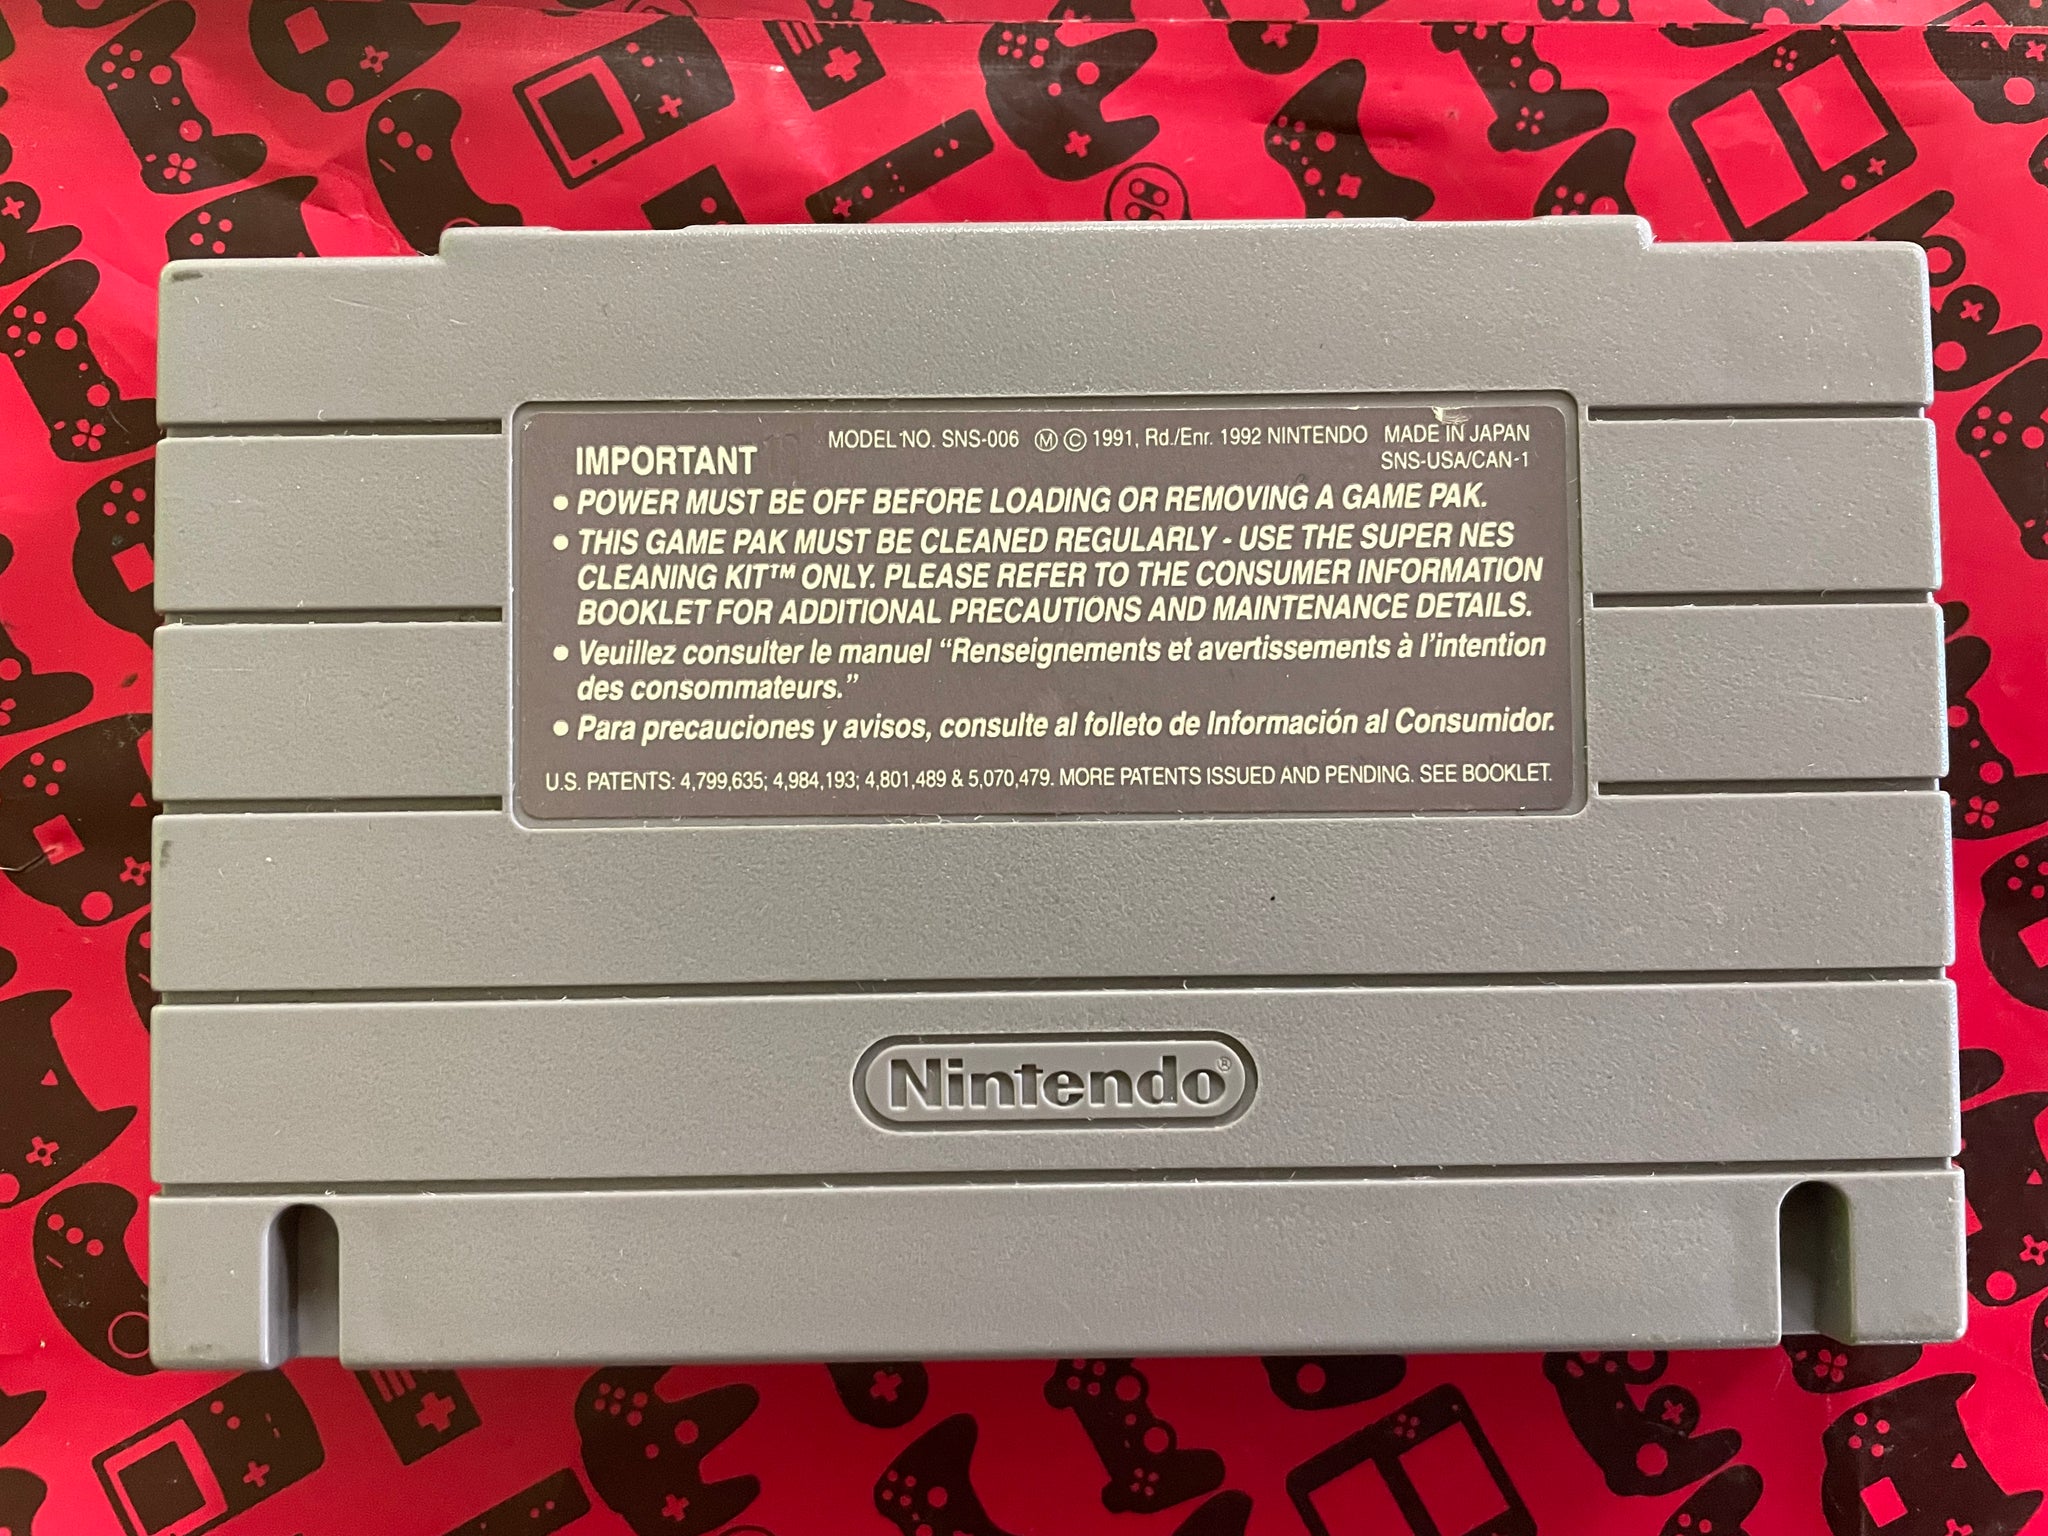 MODEL NO. SNS-006 Ⓜ © 1991, Rd./Enr. 1992 NINTENDO MADE IN JAPAN
IMPORTANT SNS-USA/CAN-1
• POWER MUST BE OFF BEFORE LOADING OR REMOVING A GAME PAK.
• THIS GAME PAK MUST BE CLEANED REGULARLY - USE THE SUPER NES
CLEANING KIT™ ONLY. PLEASE REFER TO THE CONSUMER INFORMATION
BOOKLET FOR ADDITIONAL PRECAUTIONS AND MAINTENANCE DETAILS.
• Veuillez consulter le manuel “Renseignements et avertissements à l’intention
des consommateurs.”
• Para precauciones y avisos, consulte al folleto de Información al Consumidor.
U.S. PATENTS: 4,799,635; 4,984,193; 4,801,489 & 5,070,479. MORE PATENTS ISSUED AND PENDING. SEE BOOKLET.
Nintendo®